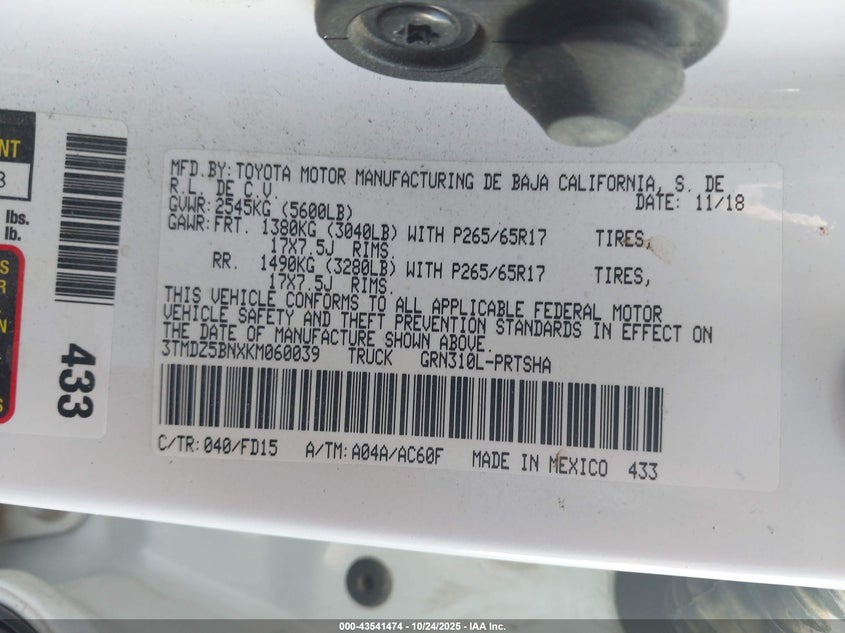 NT
3
lbs.
lb.
S
R
N
S
433
MFD.BY:TOYOTA MOTOR MANUFACTURING DE BAJA CALIFORNIA, S. DE
R.L. DE C.V.
DATE: 11/18
GVWR:2545KG (5600LB)
GAWR:FRT. 1380KG (3040LB) WITH P265/65R17 TIRES,
17X7.5J RIMS.
RR. 1490KG (3280LB) WITH P265/65R17 TIRES,
17X7.5J RIMS.
THIS VEHICLE CONFORMS TO ALL APPLICABLE FEDERAL MOTOR
VEHICLE SAFETY AND THEFT PREVENTION STANDARDS IN EFFECT ON
THE DATE OF MANUFACTURE SHOWN ABOVE.
3TMDZ5BNXKM060039 TRUCK GRN310L-PRTSHA
C/TR:040/FD15 A/TM:A04A/AC60F MADE IN MEXICO 433
000-43541474 • 10/24/2025 • IAA Inc.